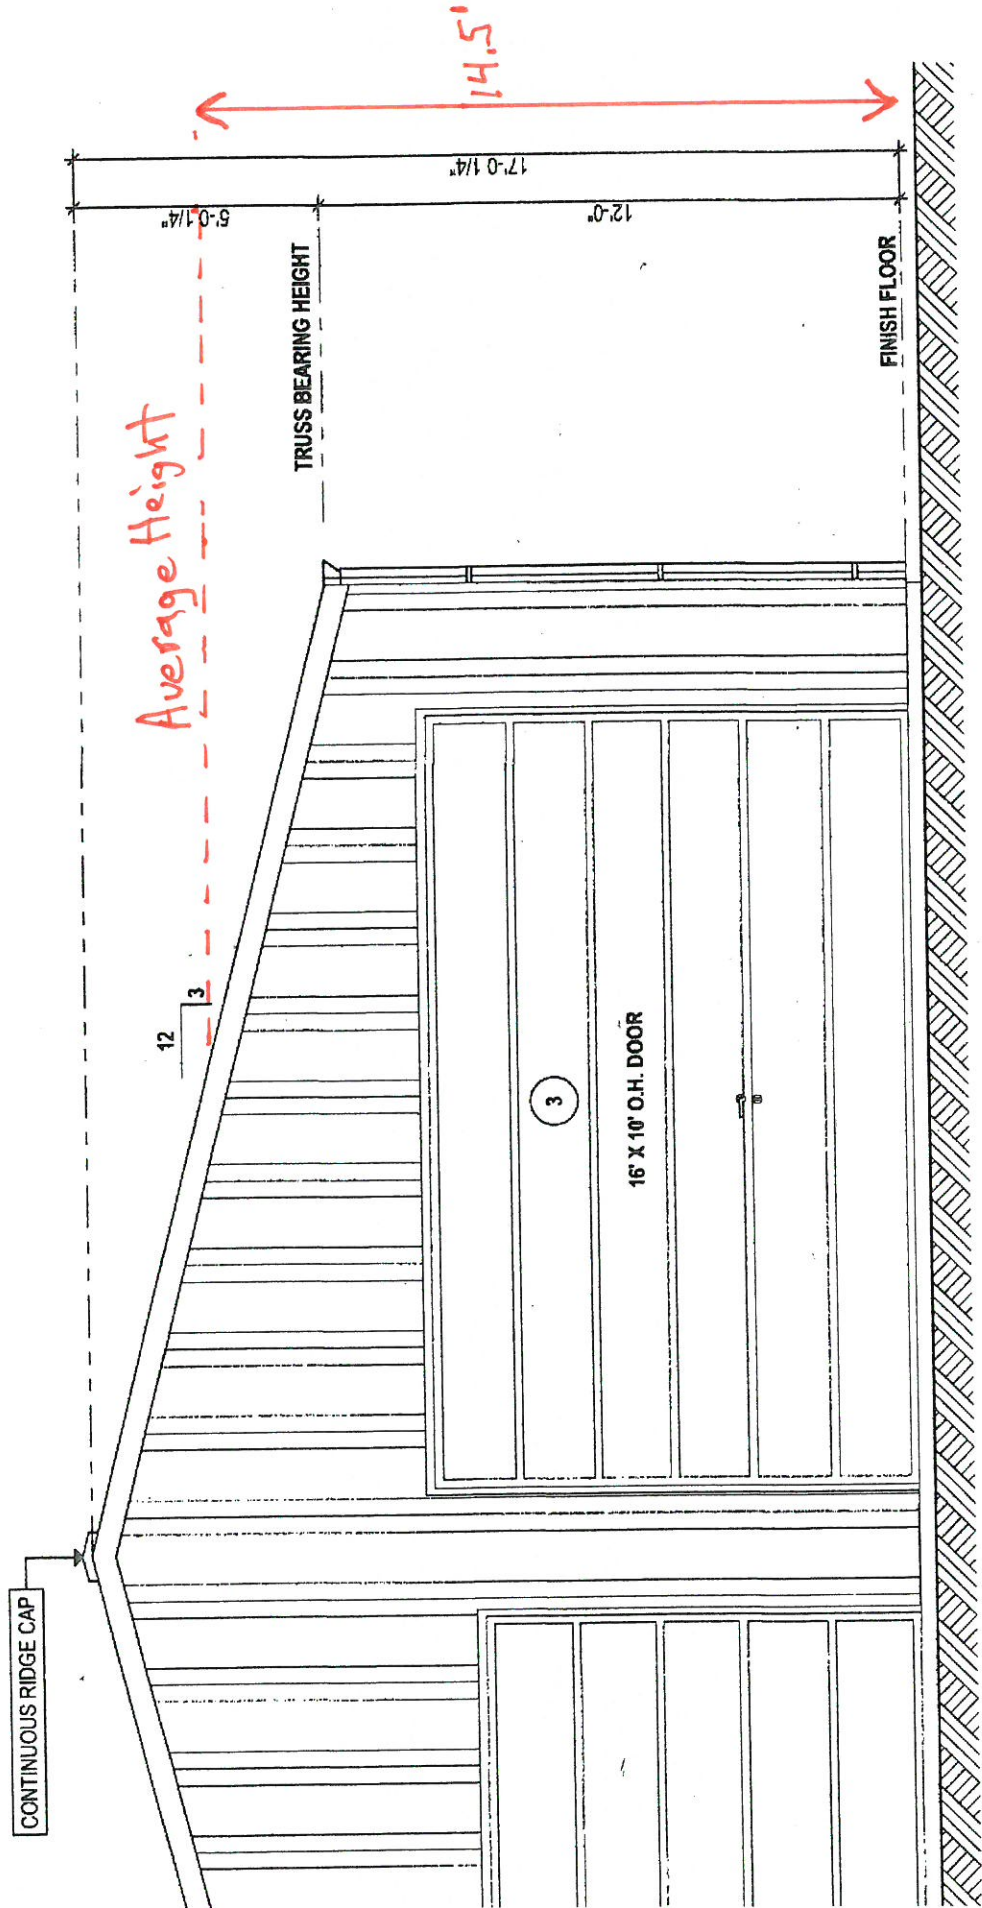 CONTINUOUS RIDGE CAP
12
3
Average Height
14.5'
5'-0 1/4"
17'-0 1/4"
TRUSS BEARING HEIGHT
12'-0"
3
16' X 10' O.H. DOOR
FINISH FLOOR